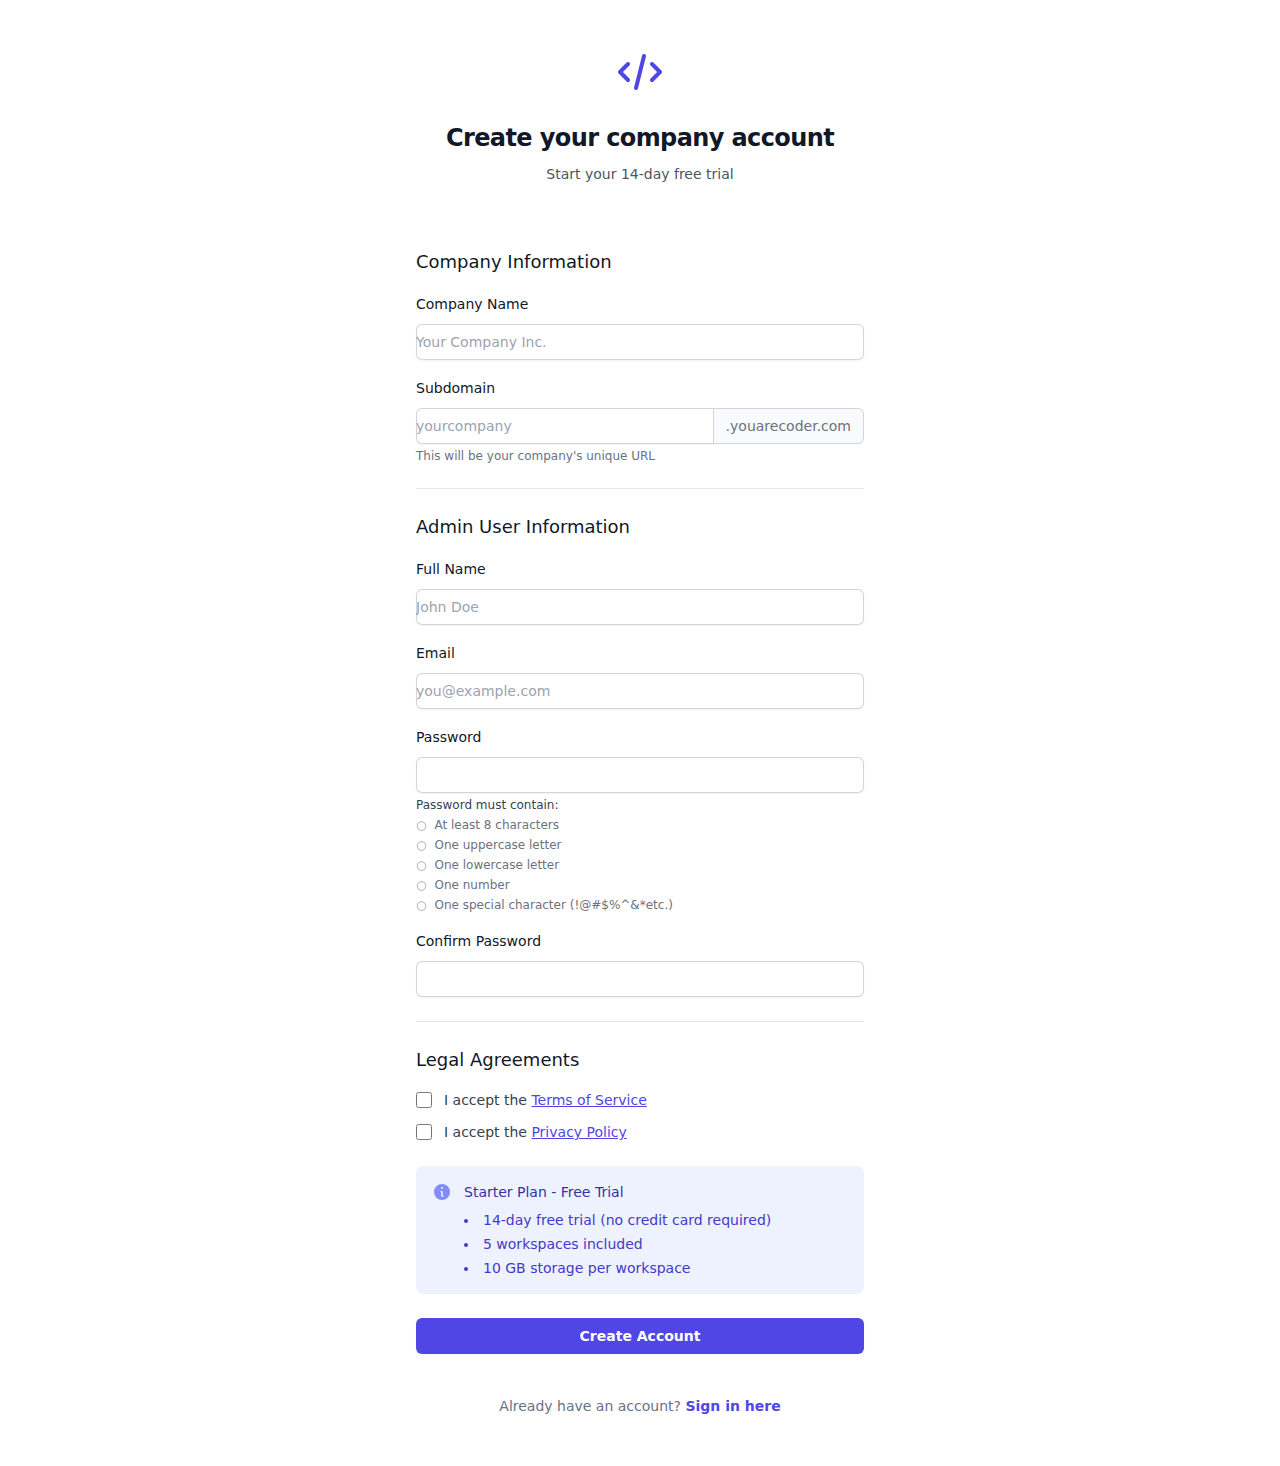 Create your company account
Start your 14-day free trial
Company Information
Company Name
Your Company Inc.
Subdomain
yourcompany .youarecoder.com
This will be your company's unique URL
Admin User Information
Full Name
John Doe
Email
you@example.com
Password
Password must contain:
○ At least 8 characters
○ One uppercase letter
○ One lowercase letter
○ One number
○ One special character (!@#$%^&*etc.)
Confirm Password
Legal Agreements
I accept the Terms of Service
I accept the Privacy Policy
Starter Plan - Free Trial
• 14-day free trial (no credit card required)
• 5 workspaces included
• 10 GB storage per workspace
Create Account
Already have an account? Sign in here